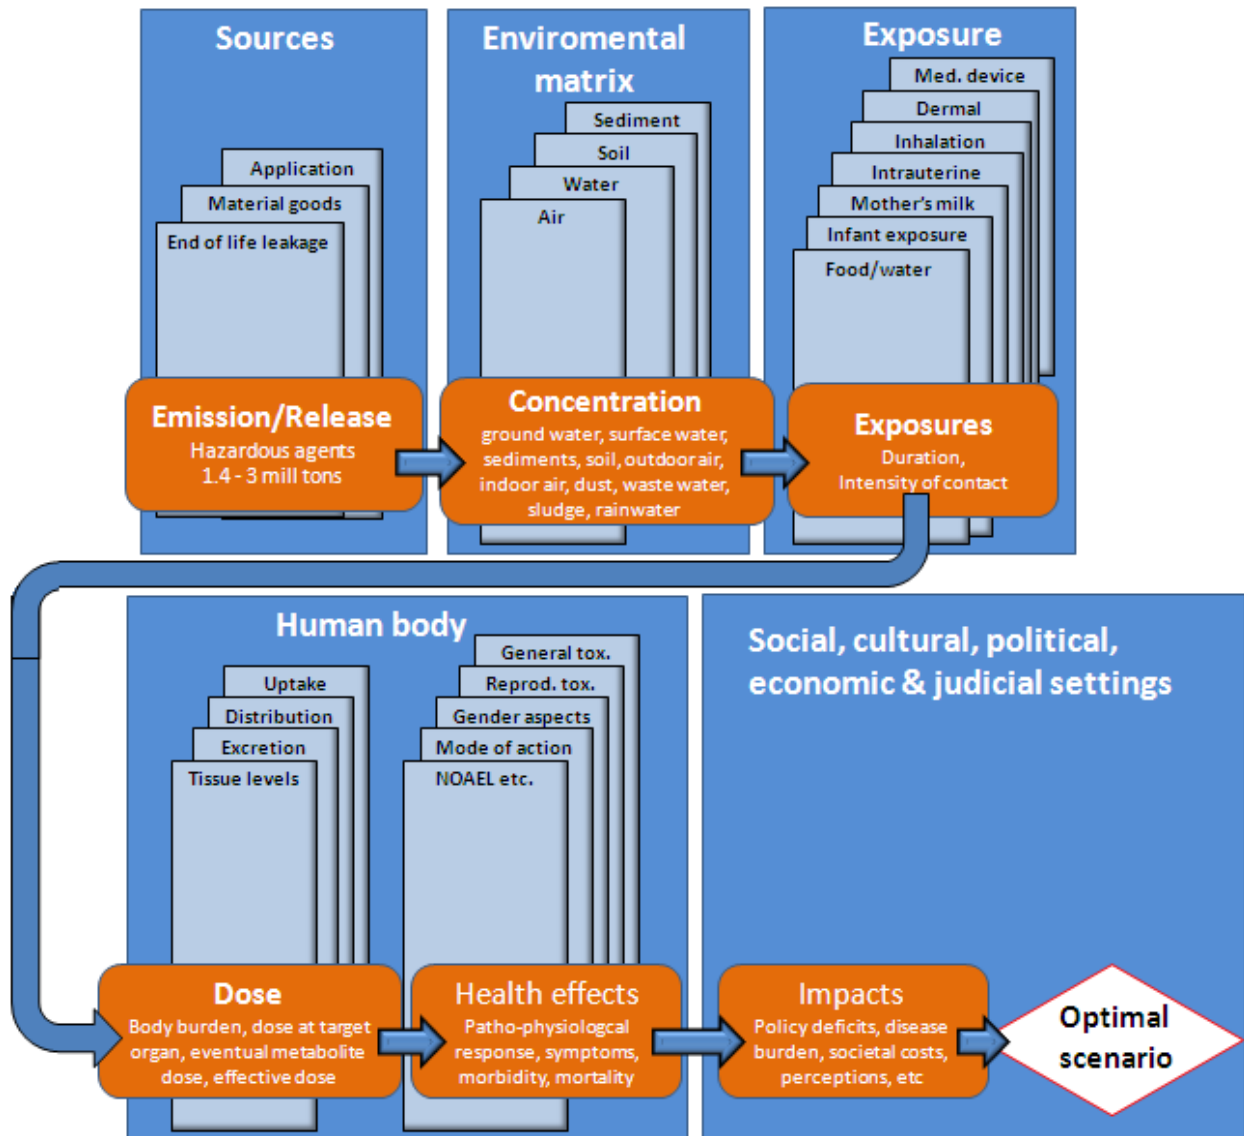 Sources
Application
Material goods
End of life leakage
Emission/Release
Hazardous agents
1.4 - 3 mill tons
Enviromental
matrix
Sediment
Soil
Water
Air
Concentration
ground water, surface water,
sediments, soil, outdoor air,
indoor air, dust, waste water,
sludge, rainwater
Exposure
Med. device
Dermal
Inhalation
Intrauterine
Mother's milk
Infant exposure
Food/water
Exposures
Duration,
Intensity of contact
Human body
Uptake
Distribution
Excretion
Tissue levels
Dose
Body burden, dose at target
organ, eventual metabolite
dose, effective dose
General tox.
Reprod. tox.
Gender aspects
Mode of action
NOAEL etc.
Health effects
Patho-physiologcal
response, symptoms,
morbidity, mortality
Social, cultural, political,
economic & judicial settings
Impacts
Policy deficits, disease
burden, societal costs,
perceptions, etc
Optimal
scenario